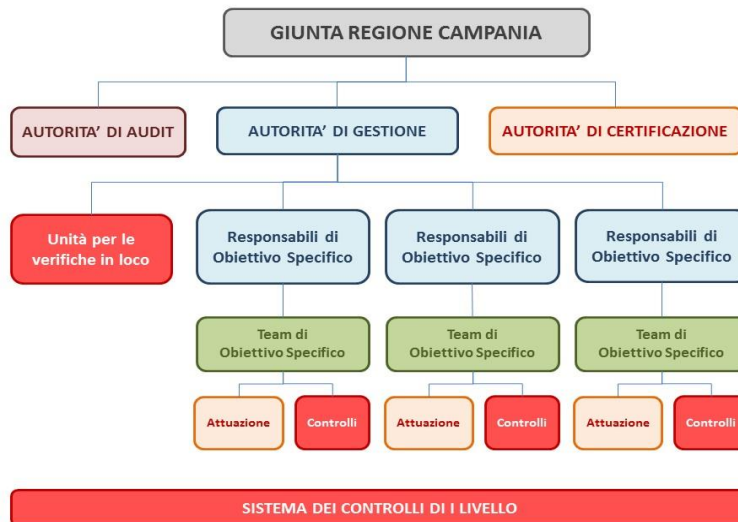 GIUNTA REGIONE CAMPANIA
AUTORITA' DI AUDIT
AUTORITA' DI GESTIONE
AUTORITA' DI CERTIFICAZIONE
Unità per le
verifiche in loco
Responsabili di
Obiettivo Specifico
Responsabili di
Obiettivo Specifico
Responsabili di
Obiettivo Specifico
Team di
Obiettivo Specifico
Team di
Obiettivo Specifico
Team di
Obiettivo Specifico
Attuazione
Controlli
Attuazione
Controlli
Attuazione
Controlli
SISTEMA DEI CONTROLLI DI I LIVELLO